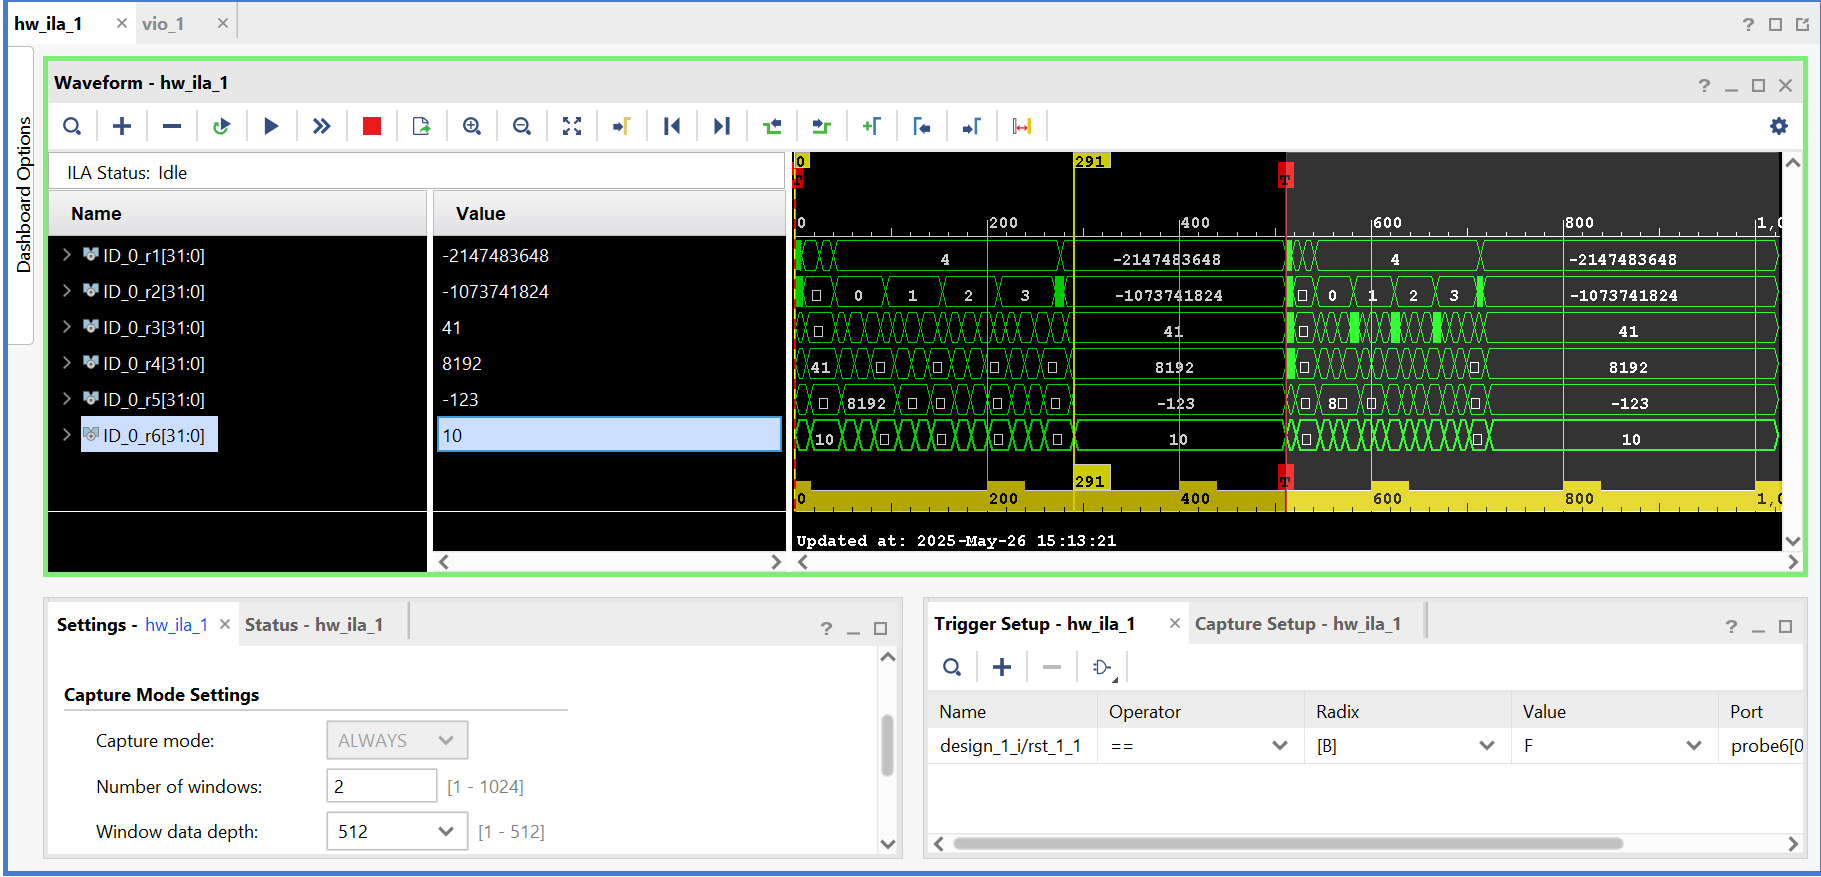 hw_ila_1
vio_1
Dashboard Options
Waveform - hw_ila_1
ILA Status: Idle
Name
Value
ID_0_r1[31:0]
-2147483648
ID_0_r2[31:0]
-1073741824
ID_0_r3[31:0]
41
ID_0_r4[31:0]
8192
ID_0_r5[31:0]
-123
ID_0_r6[31:0]
10
0
291
T
T
0
200
400
600
800
4
-2147483648
4
-2147483648
0
1
2
3
-1073741824
0
1
2
3
-1073741824
41
41
41
8192
8192
8192
-123
8
-123
10
10
10
291
T
0
200
400
600
800
Updated at: 2025-May-26 15:13:21
Settings - hw_ila_1
Status - hw_ila_1
Capture Mode Settings
Capture mode:
ALWAYS
Number of windows:
2
[1 - 1024]
Window data depth:
512
[1 - 512]
Trigger Setup - hw_ila_1
Capture Setup - hw_ila_1
Name
Operator
Radix
Value
Port
design_1_i/rst_1_1
==
[B]
F
probe6[0